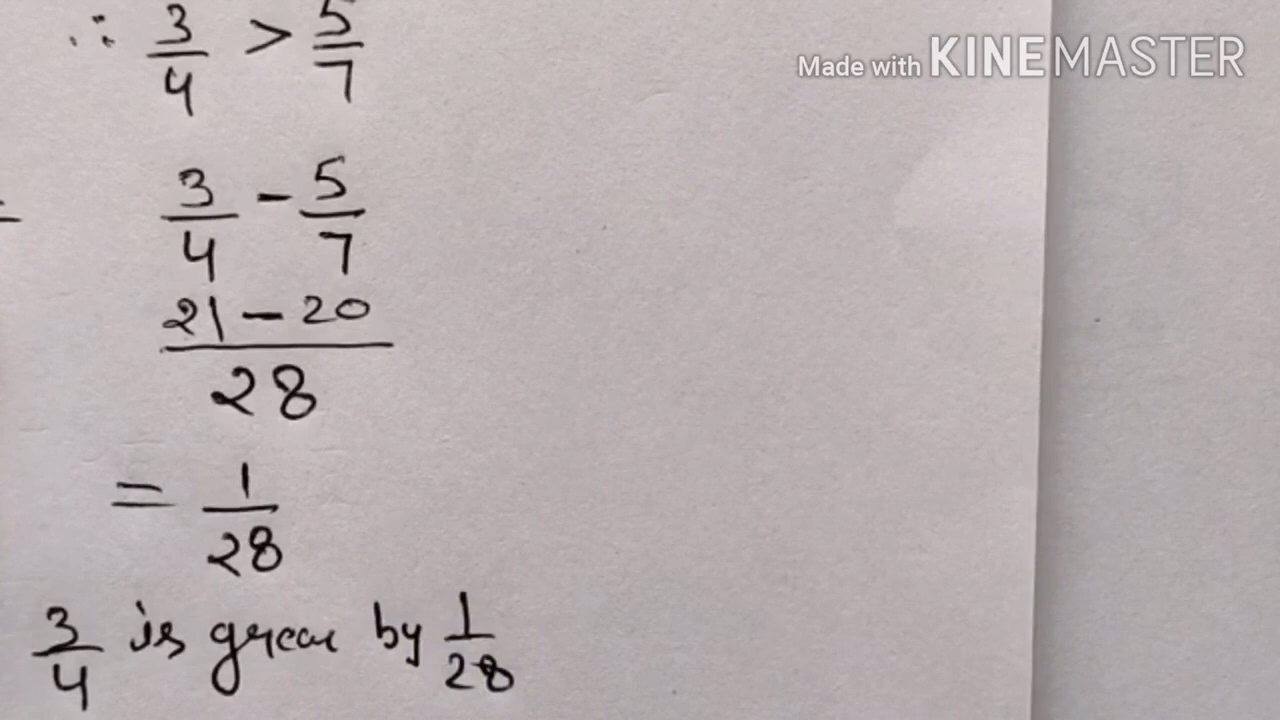 ∴ 3/4 > 5/7
Made with KINEMASTER
3/4 - 5/7
21 - 20 / 28
= 1/28
3/4 is by 1/28